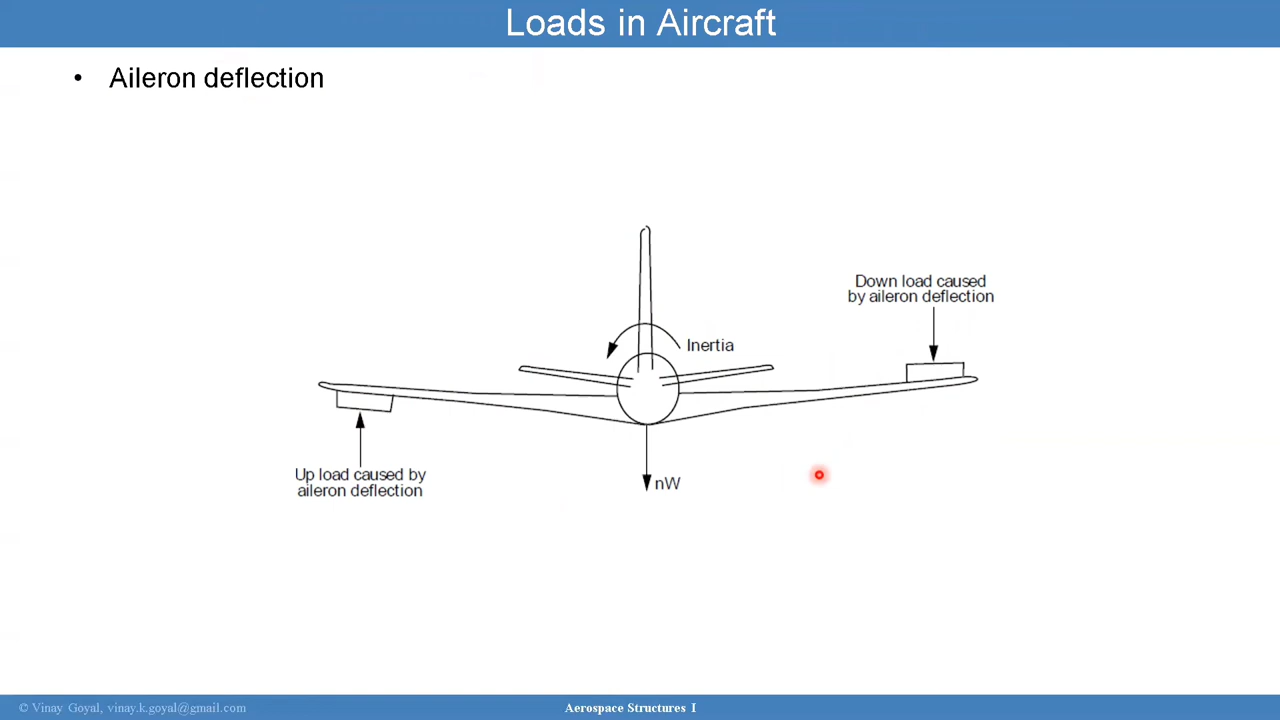 Loads in Aircraft
• Aileron deflection
Down load caused
by aileron deflection
Inertia
Up load caused by
aileron deflection
nW
© Vinay Goyal, vinay.k.goyal@gmail.com
Aerospace Structures I